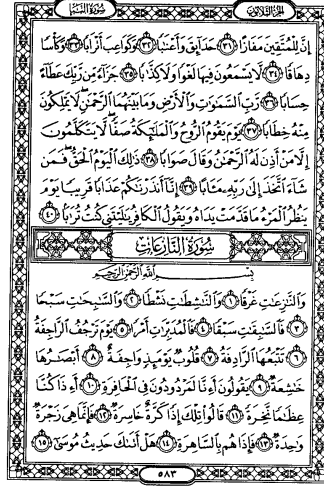 سورة النبأ
الجزء الثلاثون
إِنَّ لِلْمُتَّقِينَ مَفَازًا ٣١ حَدَآئِقَ وَأَعْنَٰبًا ٣٢ وَكَوَاعِبَ أَتْرَابًا ٣٣ وَكَأْسًا
دِهَاقًا ٣٤ لَّا يَسْمَعُونَ فِيهَا لَغْوًا وَلَا كِذَّٰبًا ٣٥ جَزَآءً مِّن رَّبِّكَ عَطَآءً
حِسَابًا ٣٦ رَّبِّ ٱلسَّمَٰوَٰتِ وَٱلْأَرْضِ وَمَا بَيْنَهُمَا ٱلرَّحْمَٰنِ لَا يَمْلِكُونَ
مِنْهُ خِطَابًا ٣٧ يَوْمَ يَقُومُ ٱلرُّوحُ وَٱلْمَلَٰٓئِكَةُ صَفًّا لَّا يَتَكَلَّمُونَ
إِلَّا مَنْ أَذِنَ لَهُ ٱلرَّحْمَٰنُ وَقَالَ صَوَابًا ٣٨ ذَٰلِكَ ٱلْيَوْمُ ٱلْحَقُّ فَمَن
شَآءَ ٱتَّخَذَ إِلَىٰ رَبِّهِۦ مَـَٔابًا ٣٩ إِنَّآ أَنذَرْنَٰكُمْ عَذَابًا قَرِيبًا يَوْمَ
يَنظُرُ ٱلْمَرْءُ مَا قَدَّمَتْ يَدَاهُ وَيَقُولُ ٱلْكَافِرُ يَٰلَيْتَنِى كُنتُ تُرَٰبًۢا ٤٠
سُورَةُ النَّازِعَاتِ
بِسْمِ ٱللَّهِ ٱلرَّحْمَٰنِ ٱلرَّحِيمِ
وَٱلنَّٰزِعَٰتِ غَرْقًا ١ وَٱلنَّٰشِطَٰتِ نَشْطًا ٢ وَٱلسَّٰبِحَٰتِ سَبْحًا
٣ فَٱلسَّٰبِقَٰتِ سَبْقًا ٤ فَٱلْمُدَبِّرَٰتِ أَمْرًا ٥ يَوْمَ تَرْجُفُ ٱلرَّاجِفَةُ
٦ تَتْبَعُهَا ٱلرَّادِفَةُ ٧ قُلُوبٌ يَوْمَئِذٍ وَاجِفَةٌ ٨ أَبْصَٰرُهَا
خَٰشِعَةٌ ٩ يَقُولُونَ أَءِنَّا لَمَرْدُودُونَ فِى ٱلْحَافِرَةِ ١٠ أَءِذَا كُنَّا
عِظَٰمًا نَّخِرَةً ١١ قَالُوا۟ تِلْكَ إِذًا كَرَّةٌ خَاسِرَةٌ ١٢ فَإِنَّمَا هِىَ زَجْرَةٌ
وَٰحِدَةٌ ١٣ فَإِذَا هُم بِٱلسَّاهِرَةِ ١٤ هَلْ أَتَىٰكَ حَدِيثُ مُوسَىٰٓ ١٥
٥٨٣